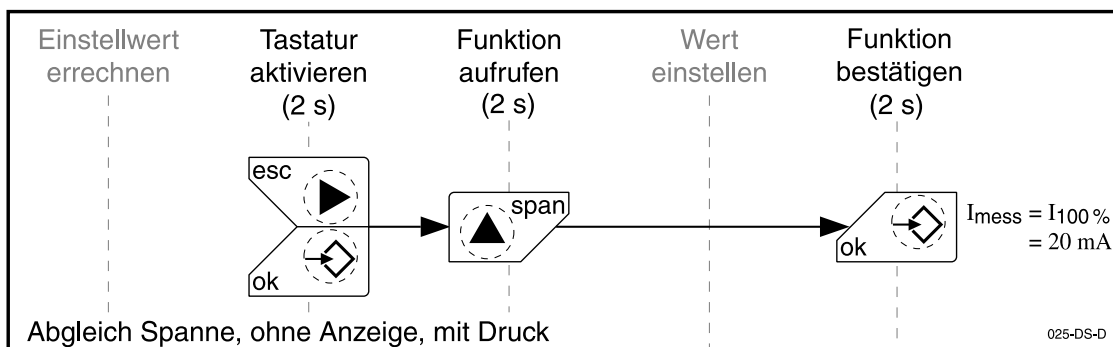 Einstellwert
errechnen
Tastatur
aktivieren
(2 s)
Funktion
aufrufen
(2 s)
Wert
einstellen
Funktion
bestätigen
(2 s)
esc
ok
span
ok
Imess = I100 %
= 20 mA
Abgleich Spanne, ohne Anzeige, mit Druck
025-DS-D